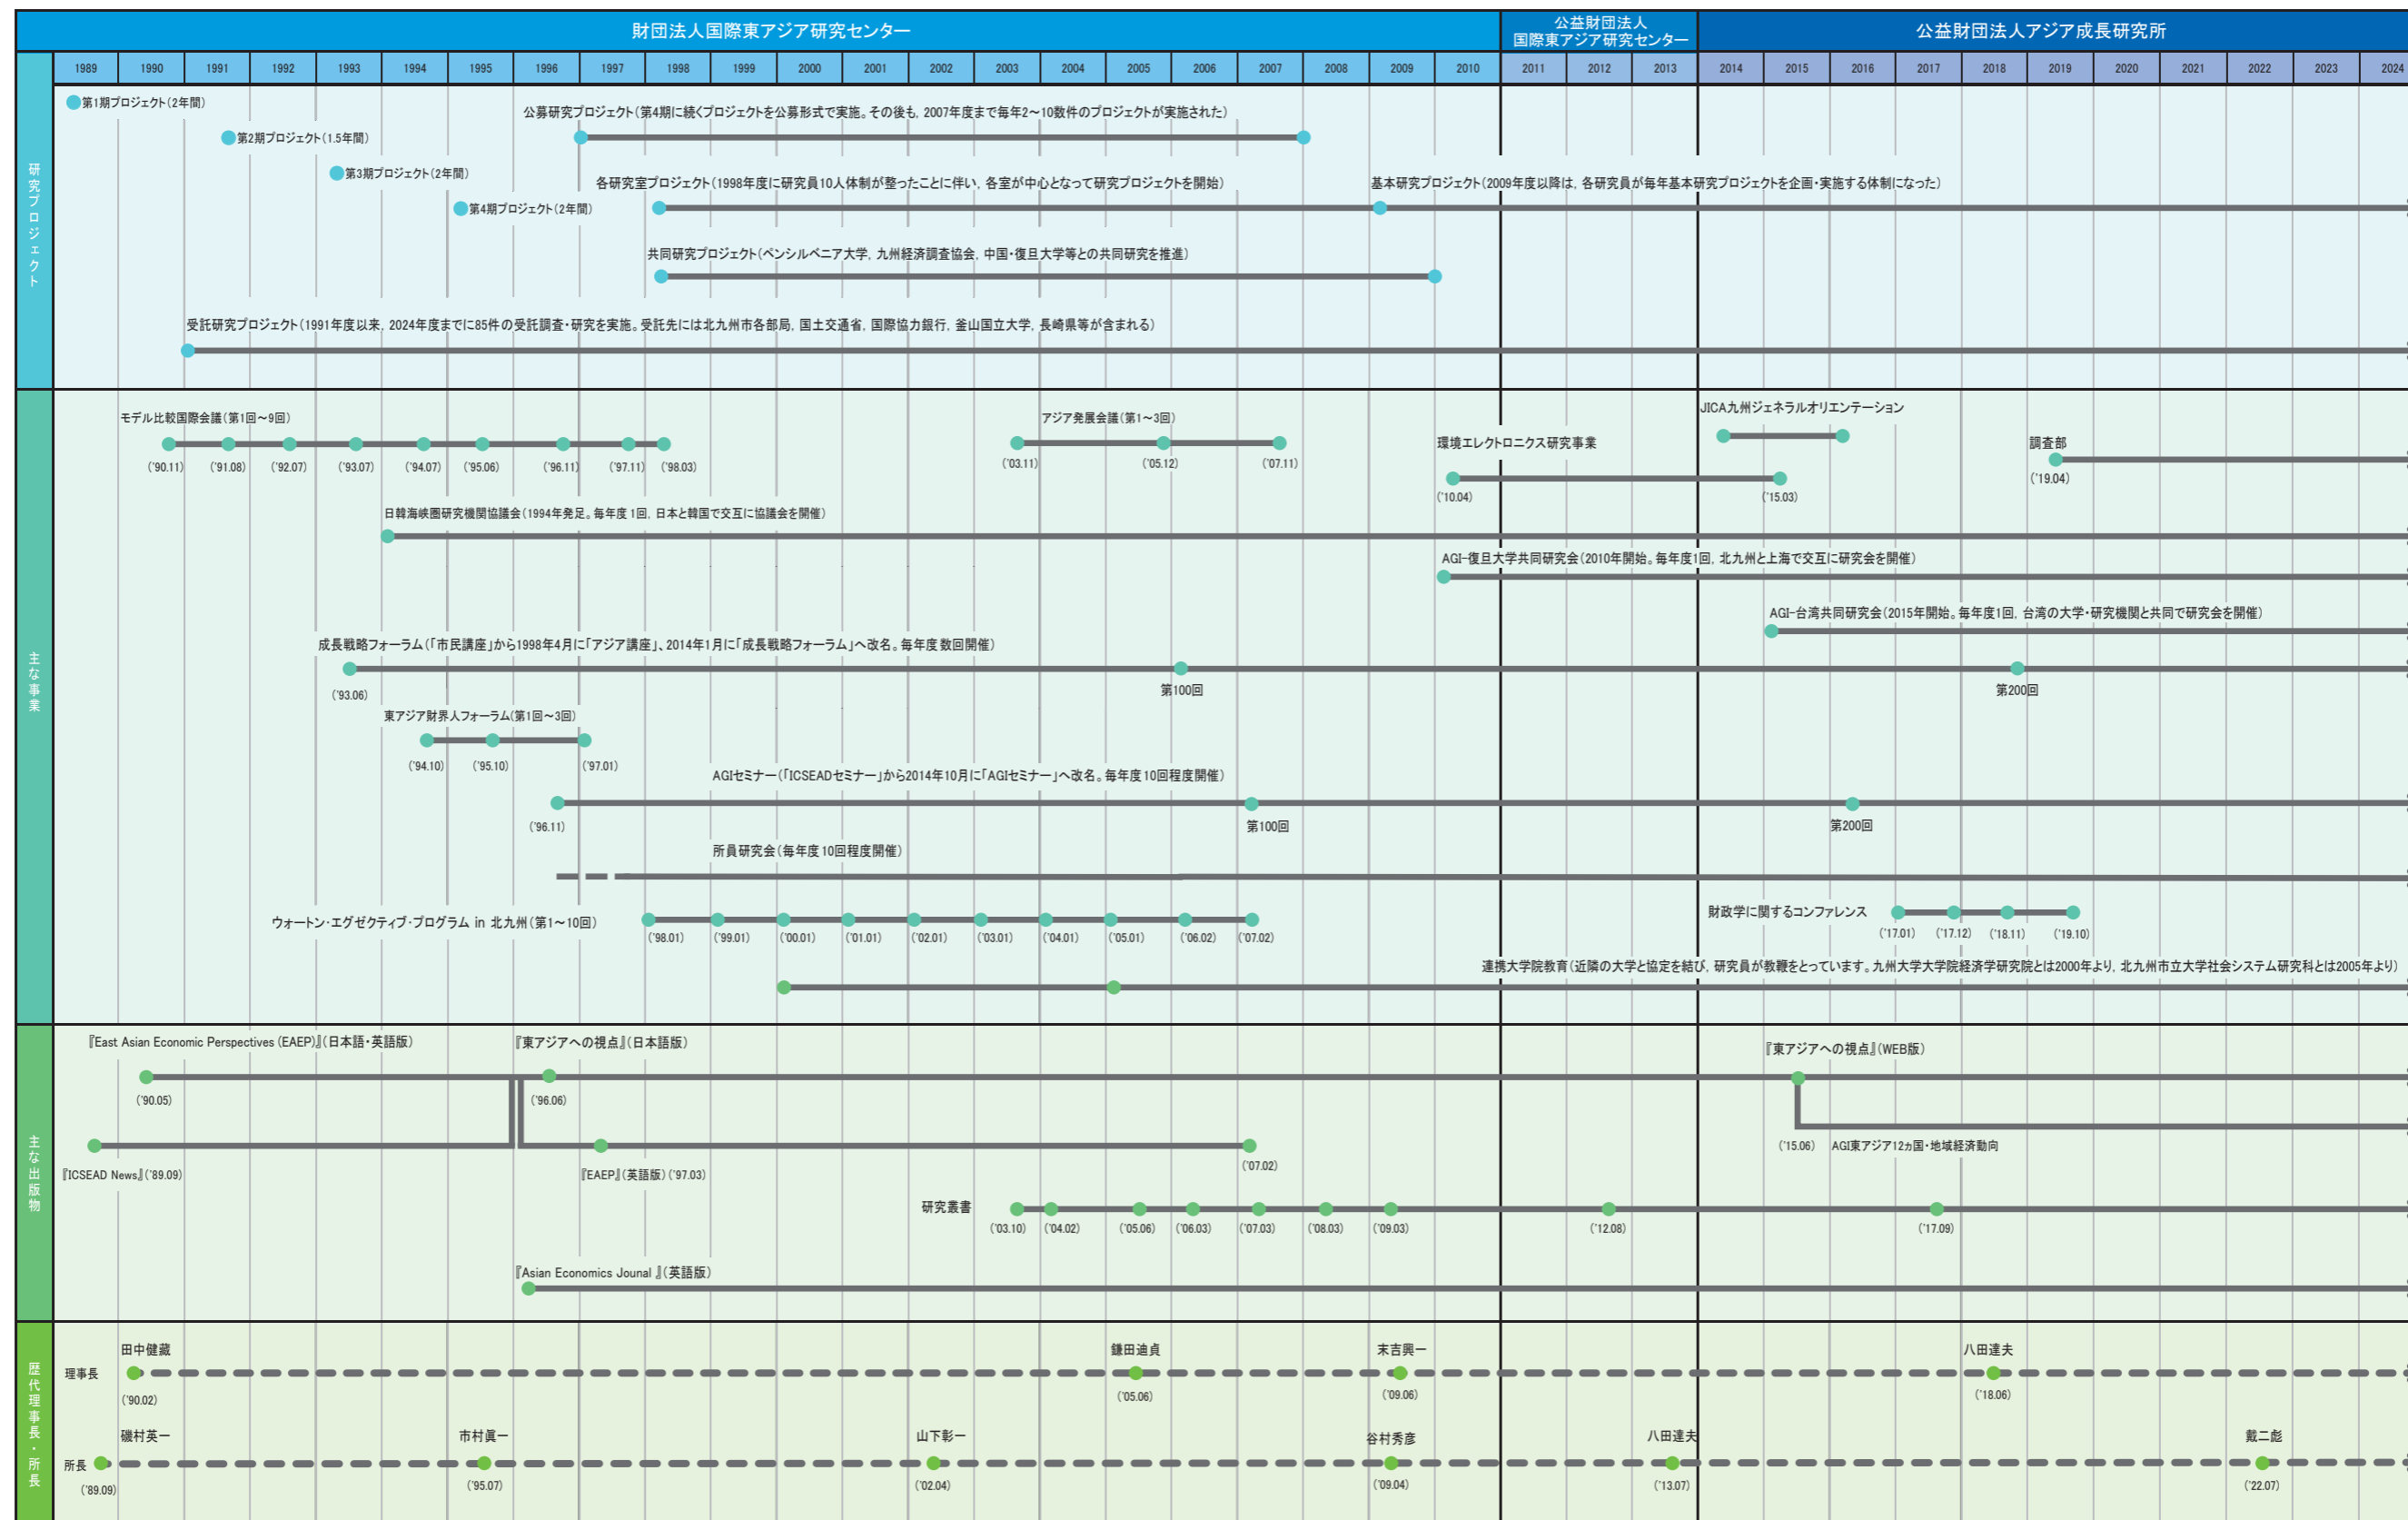 財団法人国際東アジア研究センター
公益財団法人
国際東アジア研究センター
公益財団法人アジア成長研究所
1989 1990 1991 1992 1993 1994 1995 1996 1997 1998 1999 2000 2001 2002 2003 2004 2005 2006 2007 2008 2009 2010 2011 2012 2013 2014 2015 2016 2017 2018 2019 2020 2021 2022 2023 2024
研究プロジェクト
第1期プロジェクト（2年間）
公募研究プロジェクト（第4期に続くプロジェクトを公募形式で実施。その後も，2007年度まで毎年2～10数件のプロジェクトが実施された）
第2期プロジェクト（1.5年間）
第3期プロジェクト（2年間）
各研究室プロジェクト（1998年度に研究員10人体制が整ったことに伴い，各室が中心となって研究プロジェクトを開始）
基本研究プロジェクト（2009年度以降は，各研究員が毎年基本研究プロジェクトを企画・実施する体制になった）
第4期プロジェクト（2年間）
共同研究プロジェクト（ペンシルベニア大学，九州経済調査協会，中国・復旦大学等との共同研究を推進）
受託研究プロジェクト（1991年度以来，2024年度までに85件の受託調査・研究を実施。受託先には北九州市各部局，国土交通省，国際協力銀行，釜山国立大学，長崎県等が含まれる）
主な事業
モデル比較国際会議（第1回～9回）
（'90.11） （'91.08） （'92.07） （'93.07） （'94.07） （'95.06） （'96.11） （'97.11） （'98.03）
アジア発展会議（第1～3回）
（'03.11） （'05.12） （'07.11）
JICA九州ジェネラルオリエンテーション
環境エレクトロニクス研究事業
（'10.04） （'15.03）
調査部
（'19.04）
日韓海峡圏研究機関協議会（1994年発足。毎年度1回，日本と韓国で交互に協議会を開催）
AGI-復旦大学共同研究会（2010年開始。毎年度1回，北九州と上海で交互に研究会を開催）
AGI-台湾共同研究会（2015年開始。毎年度1回，台湾の大学・研究機関と共同で研究会を開催）
成長戦略フォーラム（「市民講座」から1998年4月に「アジア講座」、2014年1月に「成長戦略フォーラム」へ改名。毎年度数回開催）
（'93.06） 第100回 第200回
東アジア財界人フォーラム（第1回～3回）
（'94.10） （'95.10） （'97.01）
AGIセミナー（「ICSEADセミナー」から2014年10月に「AGIセミナー」へ改名。毎年度10回程度開催）
（'96.11） 第100回 第200回
所員研究会（毎年度10回程度開催）
ウォートン・エグゼクティブ・プログラム in 北九州（第1～10回）
（'98.01） （'99.01） （'00.01） （'01.01） （'02.01） （'03.01） （'04.01） （'05.01） （'06.02） （'07.02）
財政学に関するコンファレンス
（'17.01） （'17.12） （'18.11） （'19.10）
連携大学院教育（近隣の大学と協定を結び，研究員が教鞭をとっています。九州大学大学院経済学研究院とは2000年より，北九州市立大学社会システム研究科とは2005年より）
主な出版物
『East Asian Economic Perspectives (EAEP)』（日本語・英語版）
（'90.05）
『東アジアへの視点』（日本語版）
（'96.06）
『東アジアへの視点』（WEB版）
（'15.06） AGI東アジア12ヵ国・地域経済動向
『ICSEAD News』（'89.09）
『EAEP』（英語版）（'97.03）
（'07.02）
研究叢書
（'03.10） （'04.02） （'05.06） （'06.03） （'07.03） （'08.03） （'09.03） （'12.08） （'17.09）
『Asian Economics Jounal 』（英語版）
歴代理事長・所長
理事長
田中健藏 鎌田迪貞 末吉興一 八田達夫
（'90.02） （'05.06） （'09.06） （'18.06）
所長
磯村英一 市村眞一 山下彰一 谷村秀彦 八田達夫 戴二彪
（'89.09） （'95.07） （'02.04） （'09.04） （'13.07） （'22.07）